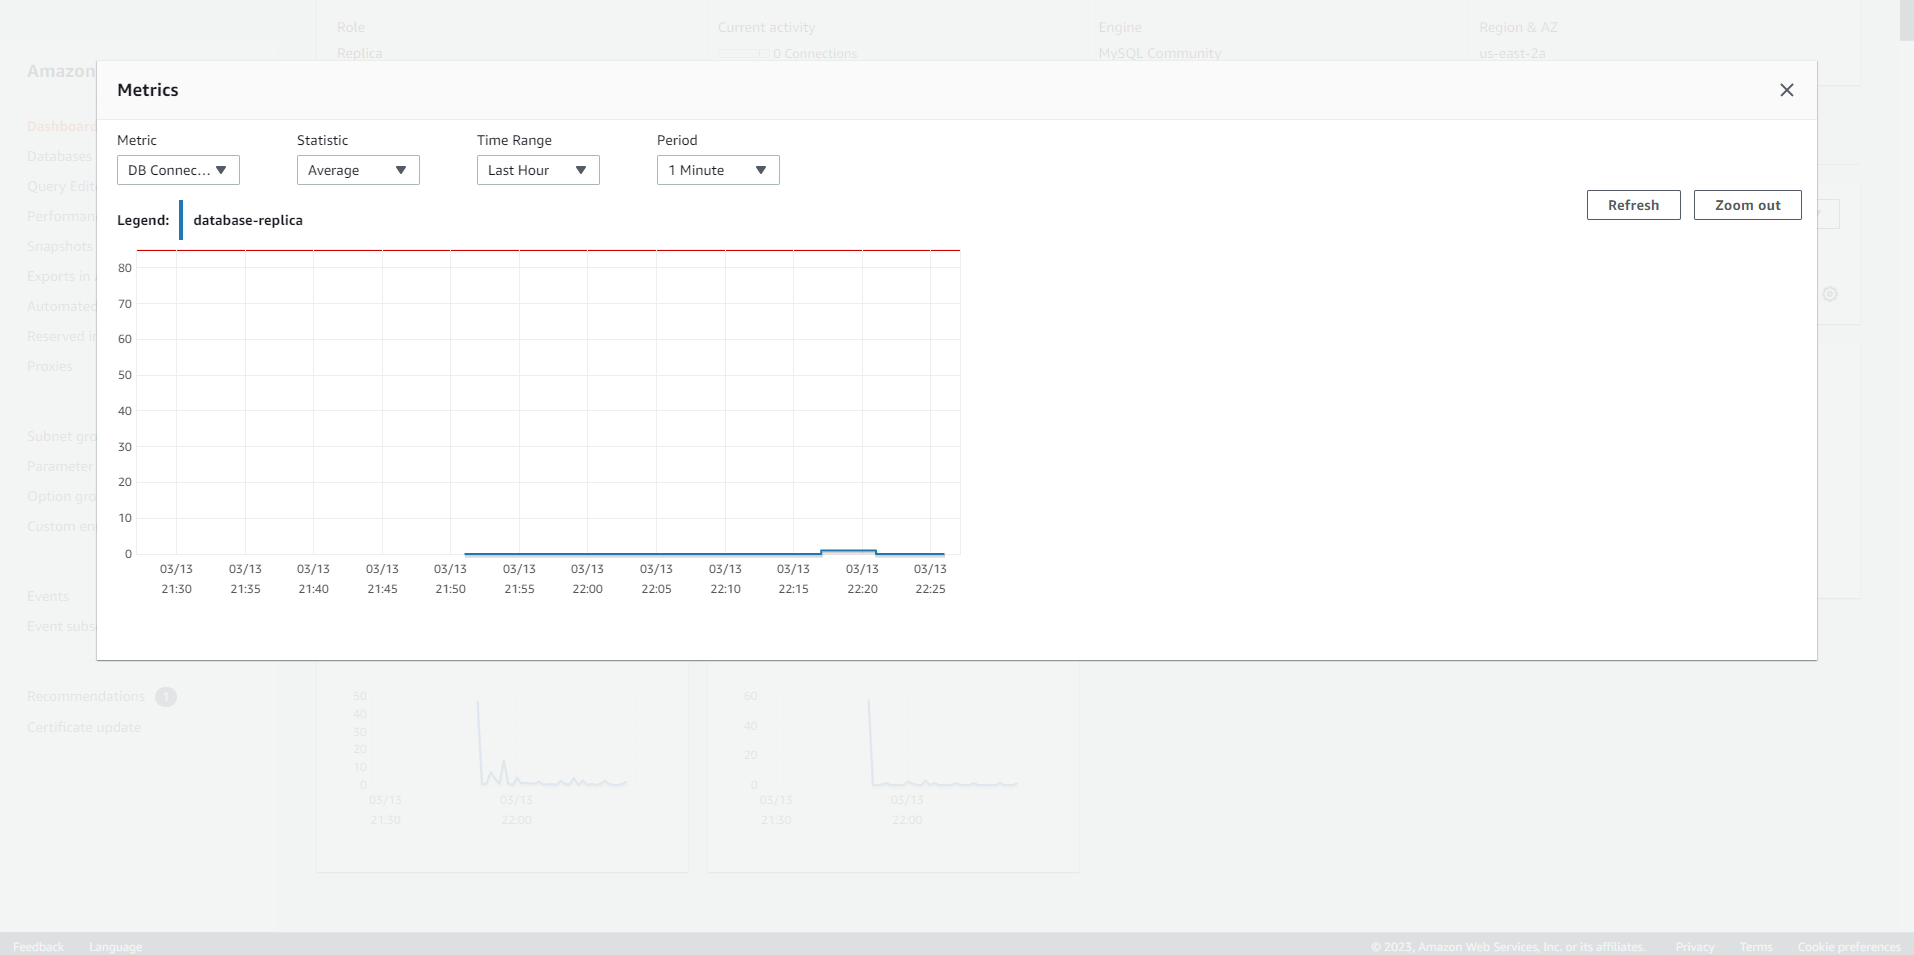 Role
Current activity
Engine
Region & AZ
Replica
0 Connections
MySQL Community
us-east-2a
Amazon
Metrics
Dashboard
Databases
Query Edit
Performan
Snapshots
Exports in
Automated
Reserved in
Proxies
Subnet gro
Parameter
Option gro
Custom en
Events
Event subs
Recommendations 1
Certificate update
Metric
Statistic
Time Range
Period
DB Connec...
Average
Last Hour
1 Minute
Refresh
Zoom out
Legend: database-replica
80
70
60
50
40
30
20
10
0
03/13 03/13 03/13 03/13 03/13 03/13 03/13 03/13 03/13 03/13 03/13 03/13
21:30 21:35 21:40 21:45 21:50 21:55 22:00 22:05 22:10 22:15 22:20 22:25
50
40
30
20
10
0
03/13 03/13
21:30 22:00
60
40
20
0
03/13 03/13
21:30 22:00
Feedback Language
© 2023, Amazon Web Services, Inc. or its affiliates. Privacy Terms Cookie preferences